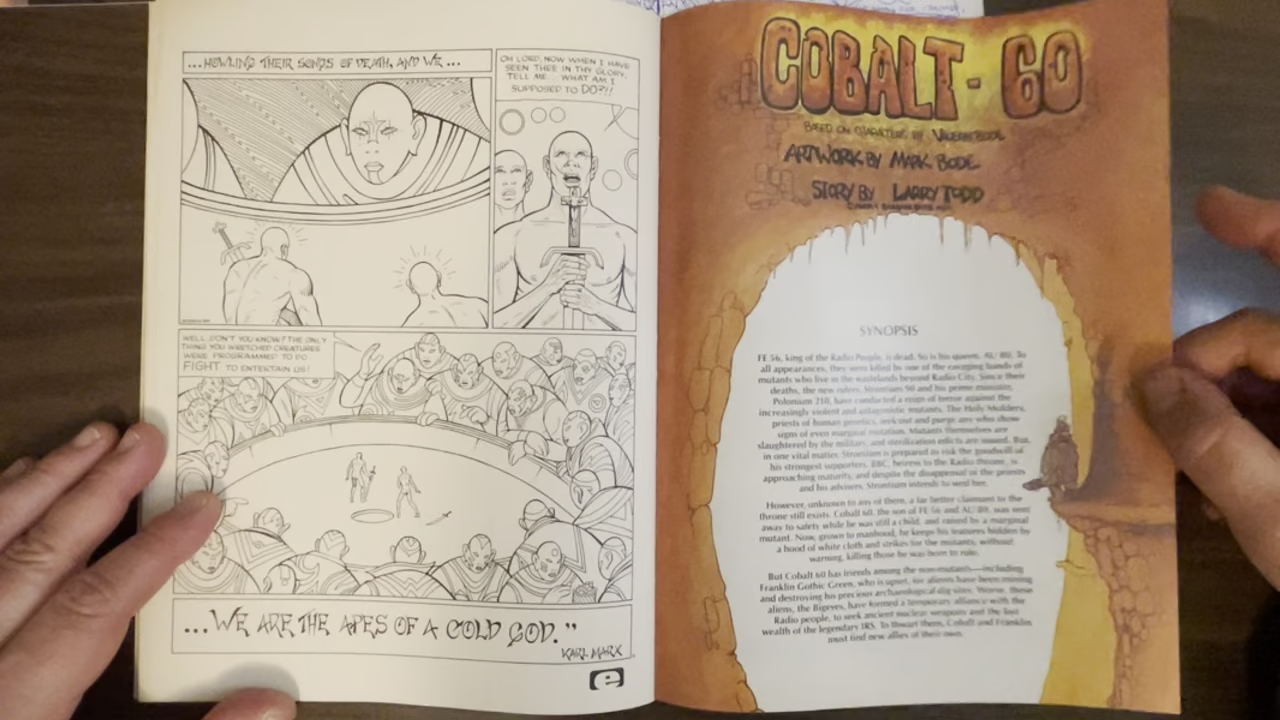 ...HOWLING THEIR SONGS OF DEATH, AND WE...
OH LORD, NOW WHEN I HAVE
SEEN THEE IN THY GLORY,
TELL ME... WHAT AM I
SUPPOSED TO DO?!!
WELL, DON'T YOU KNOW? THE ONLY
THING YOU WRETCHED CREATURES
WERE PROGRAMMED TO DO
FIGHT TO ENTERTAIN US!
...WE ARE THE APES OF A COLD GOD."
KARL MARX
e
COBALT-60
BASED ON CHARACTERS BY VAUGHN BODE
ARTWORK BY MARK BODE
STORY BY LARRY TODD
SYNOPSIS
FE 56, king of the Radio People, is dead. So is his queen, AU 80. To
all appearances, they were killed by one of the ravaging bands of
mutants who live in the wastelands beyond Radio City. Since their
deaths, the new rulers, Strontium 90 and his prime minister,
Polonium 210, have conducted a reign of terror against the
increasingly violent and antagonistic mutants. The Holy Mulders,
priests of human genetics, seek out and purge any who show
signs of even marginal mutation. Mutants themselves are
slaughtered by the military, and sterilization edicts are issued. But,
in one vital matter, Strontium is prepared to risk the goodwill of
his strongest supporters. BBC, heiress to the Radio throne, is
approaching maturity, and despite the disapproval of the priests
and his advisers, Strontium intends to wed her.
However, unknown to any of them, a far better claimant to the
throne still exists. Cobalt 60, the son of FE 56 and AU 80, was sent
away to safety while he was still a child, and raised by a marginal
mutant. Now, grown to manhood, he keeps his features hidden by
a hood of white cloth and strikes for the mutants, without
warning, killing those he was born to rule.
But Cobalt 60 has friends among the non-mutants—including
Franklin Gothic Green, who is upset, for aliens have been mining
and destroying his precious archaeological dig sites. Worse, these
aliens, the Bigeyes, have formed a temporary alliance with the
Radio people, to seek ancient nuclear weapons and the lost
wealth of the legendary IRS. To thwart them, Cobalt and Franklin
must find new allies of their own.